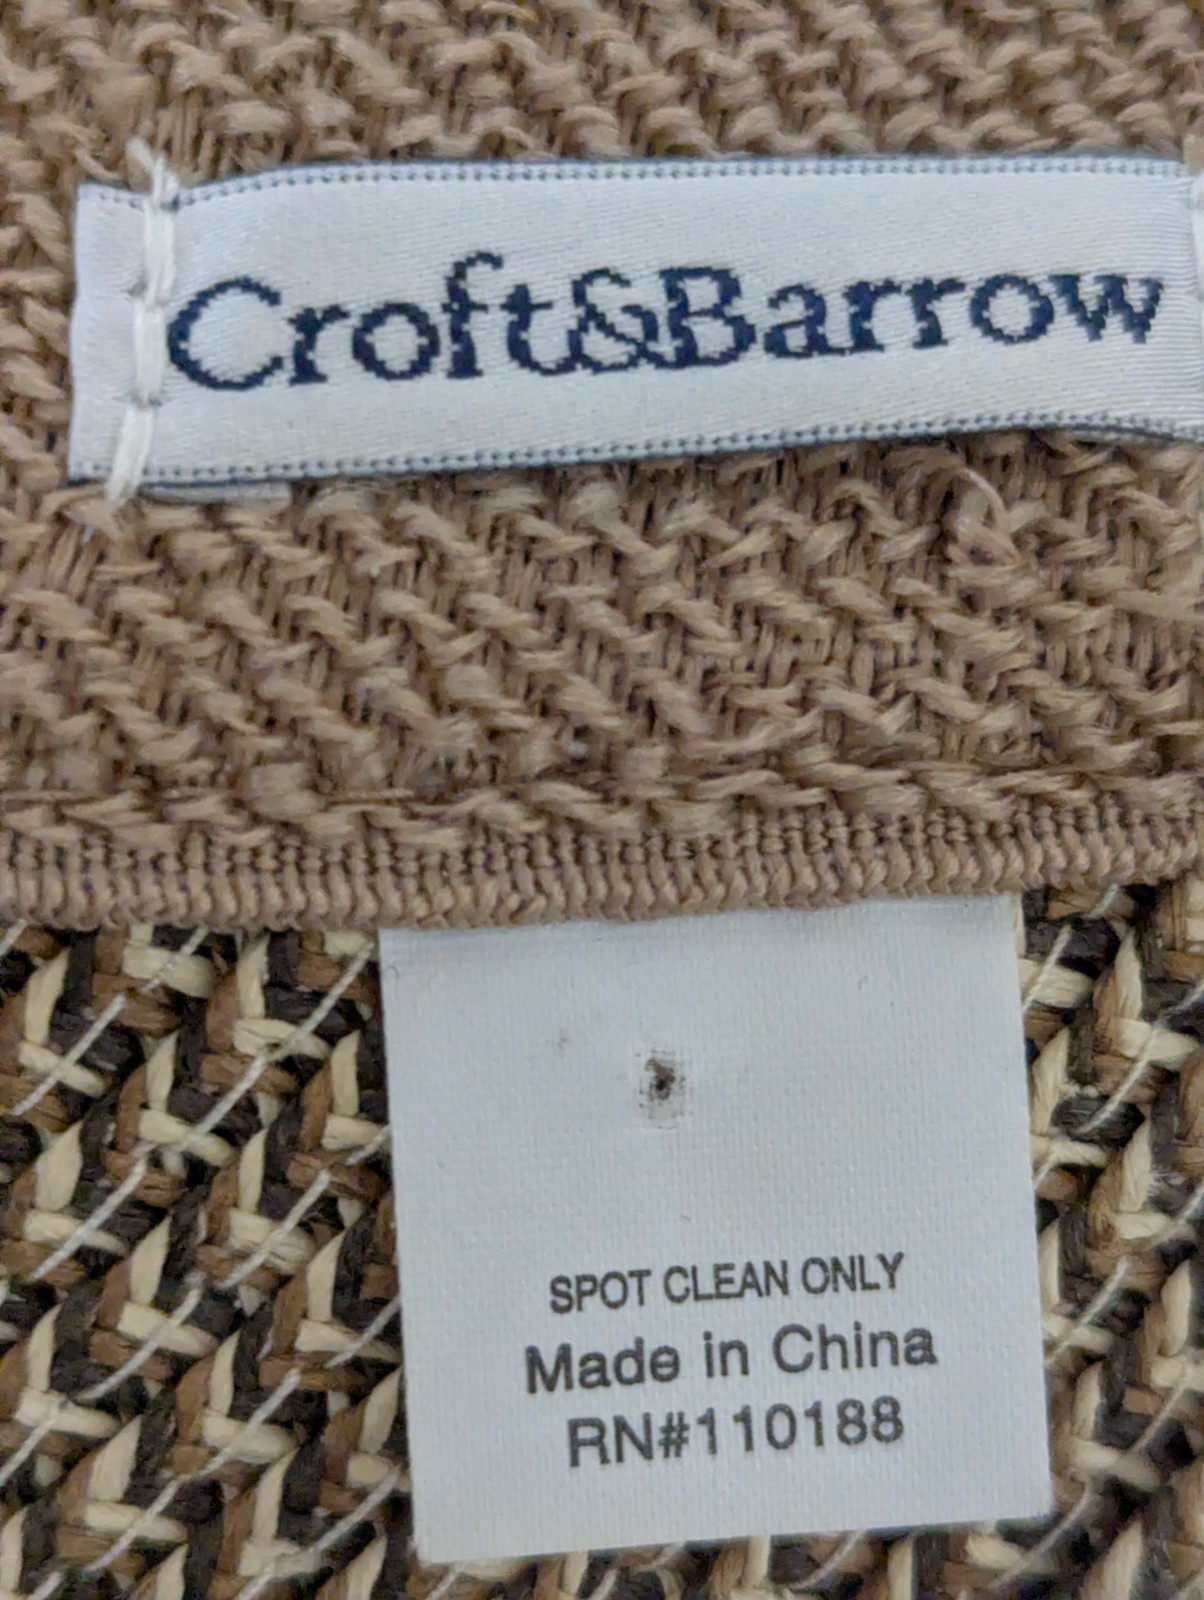 Croft&Barrow
SPOT CLEAN ONLY
Made in China
RN#110188